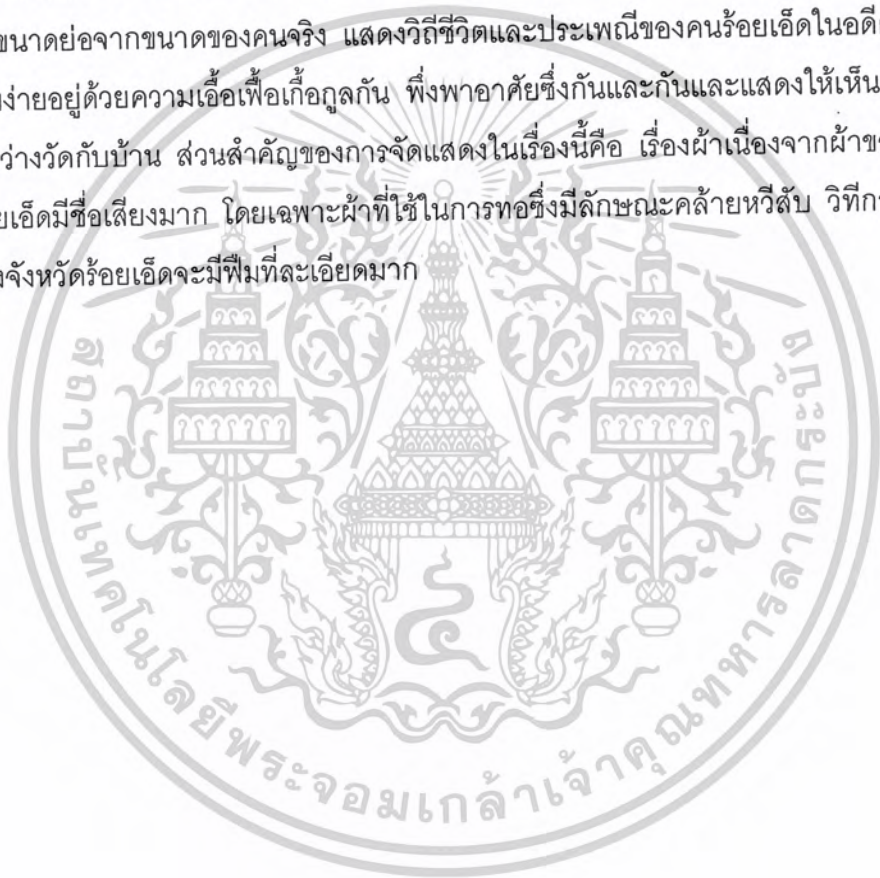 ขนาดย่อจากขนาดของคนจริง แสดงวิถีชีวิตและประเพณีของคนร้อยเอ็ดในอดี
ง่ายอยู่ด้วยความเอื้อเฟื้อเกื้อกูลกัน พึ่งพาอาศัยซึ่งกันและกันและแสดงให้เห็น
ว่างวัดกับบ้าน ส่วนสำคัญของการจัดแสดงในเรื่องนี้คือ เรื่องผ้าเนื่องจากผ้าข
ยเอ็ดมีชื่อเสียงมาก โดยเฉพาะผ้าที่ใช้ในการทอซึ่งมีลักษณะคล้ายหวีสับ วิทีก
งจังหวัดร้อยเอ็ดจะมีฟืมที่ละเอียดมาก
สถาบันเทคโนโลยีพระจอมเกล้าเจ้าคุณทหารลาดกระบัง